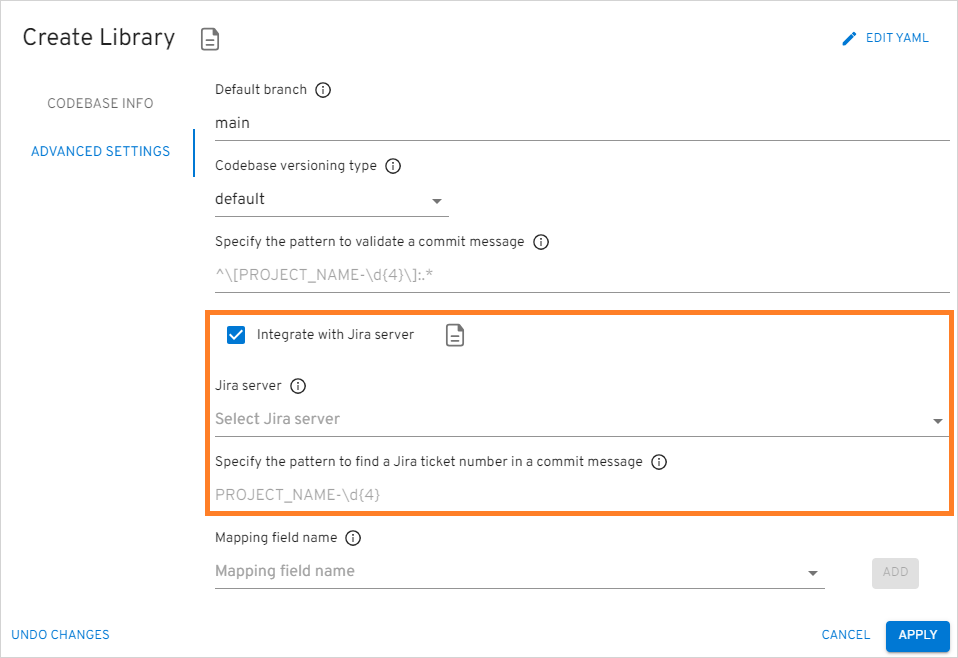 Create Library
EDIT YAML
CODEBASE INFO
ADVANCED SETTINGS
Default branch
main
Codebase versioning type
default
Specify the pattern to validate a commit message
^\[PROJECT_NAME-\d{4}\]:.*
Integrate with Jira server
Jira server
Select Jira server
Specify the pattern to find a Jira ticket number in a commit message
PROJECT_NAME-\d{4}
Mapping field name
Mapping field name
ADD
UNDO CHANGES
CANCEL
APPLY